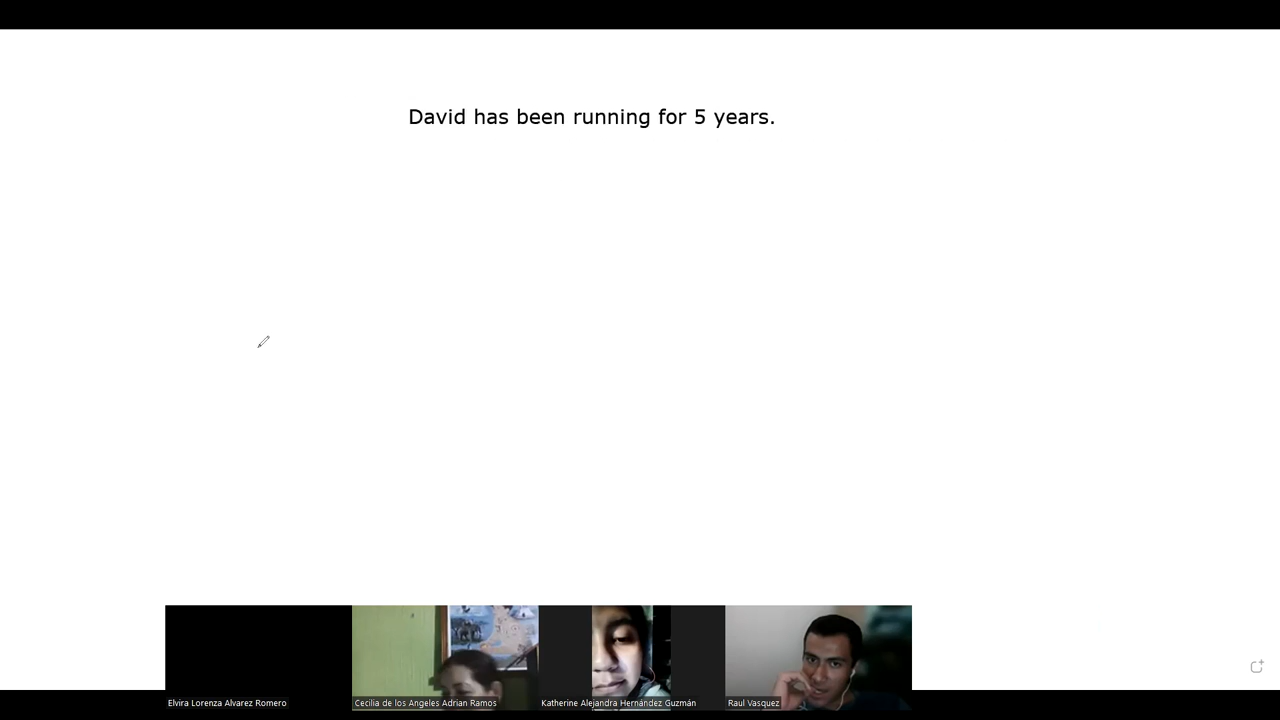 David has been running for 5 years.
Elvira Lorenza Alvarez Romero
Cecilia de los Angeles Adrian Ramos
Katherine Alejandra Hernández Guzmán
Raul Vasquez